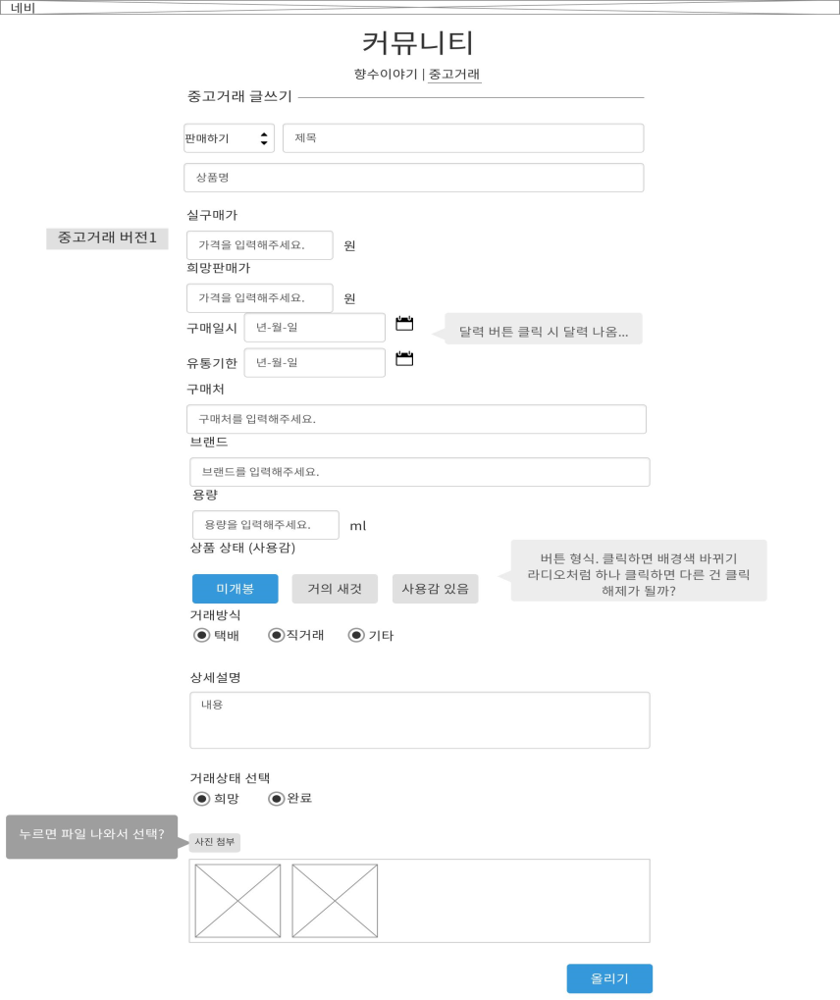 네비
커뮤니티
향수이야기 | 중고거래
중고거래 글쓰기
판매하기
제목
상품명
실구매가
중고거래 버전1
가격을 입력해주세요. 원
희망판매가
가격을 입력해주세요. 원
구매일시 년-월-일
달력 버튼 클릭 시 달력 나옴...
유통기한 년-월-일
구매처
구매처를 입력해주세요.
브랜드
브랜드를 입력해주세요.
용량
용량을 입력해주세요. ml
상품 상태 (사용감)
버튼 형식. 클릭하면 배경색 바뀌기
라디오처럼 하나 클릭하면 다른 건 클릭
해제가 될까?
미개봉 거의 새것 사용감 있음
거래방식
택배 직거래 기타
상세설명
내용
거래상태 선택
희망 완료
누르면 파일 나와서 선택?
사진 첨부
올리기